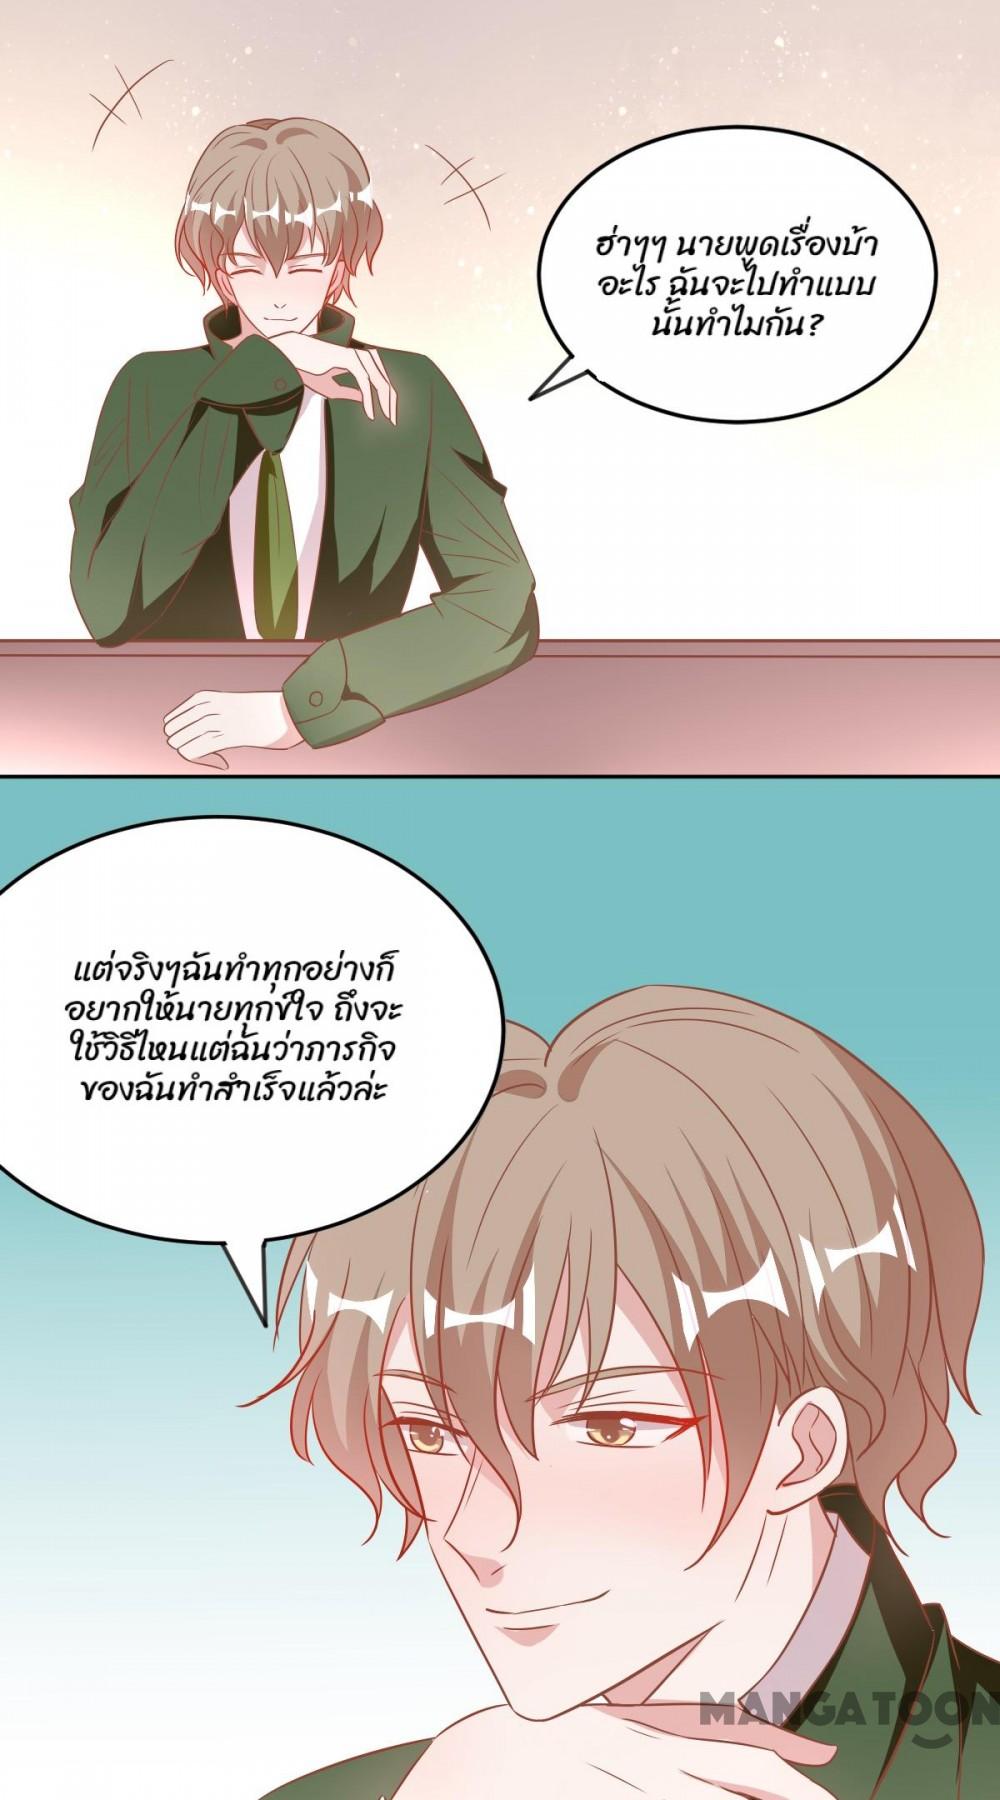 ฮ่าๆๆ นายพูดเรื่องบ้า
อะไร ฉันจะไปทำแบบ
นั้นทำไมกัน?
แต่จริงๆฉันทำทุกอย่างก็
อยากให้นายทุกข์ใจ ถึงจะ
ใช้วิธีไหนแต่ฉันว่าภารกิจ
ของฉันทำสำเร็จแล้วล่ะ
MANGATOON